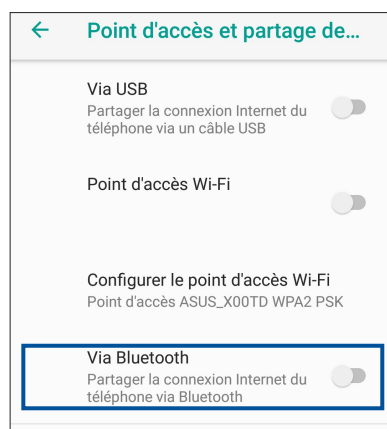 Point d'accès et partage de...
Via USB
Partager la connexion Internet du
téléphone via un câble USB
Point d'accès Wi-Fi
Configurer le point d'accès Wi-Fi
Point d'accès ASUS_X00TD WPA2 PSK
Via Bluetooth
Partager la connexion Internet du
téléphone via Bluetooth